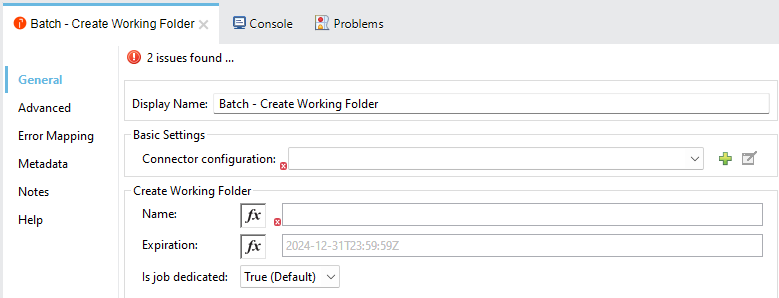 Batch - Create Working Folder
Console
Problems
2 issues found ...
General
Advanced
Error Mapping
Metadata
Notes
Help
Display Name: Batch - Create Working Folder
Basic Settings
Connector configuration:
Create Working Folder
Name: fx
Expiration: fx 2024-12-31T23:59:59Z
Is job dedicated: True (Default)